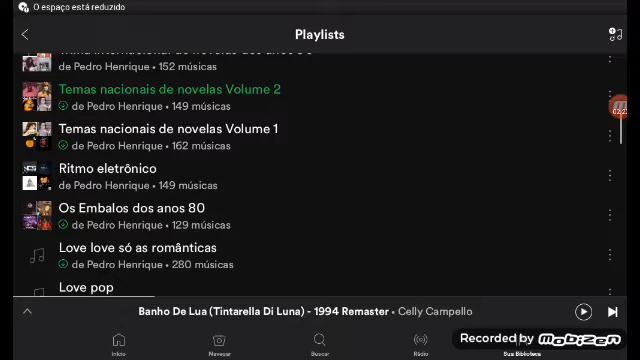 O espaço está reduzido
Playlists
de Pedro Henrique • 152 músicas
Temas nacionais de novelas Volume 2
de Pedro Henrique • 149 músicas
Temas nacionais de novelas Volume 1
de Pedro Henrique • 162 músicas
Ritmo eletrônico
de Pedro Henrique • 149 músicas
Os Embalos dos anos 80
de Pedro Henrique • 129 músicas
Love love só as românticas
de Pedro Henrique • 280 músicas
Love pop
Banho De Lua (Tintarella Di Luna) - 1994 Remaster • Celly Campello
Início Navegar Buscar Rádio Sua Biblioteca
Recorded by Mobizen